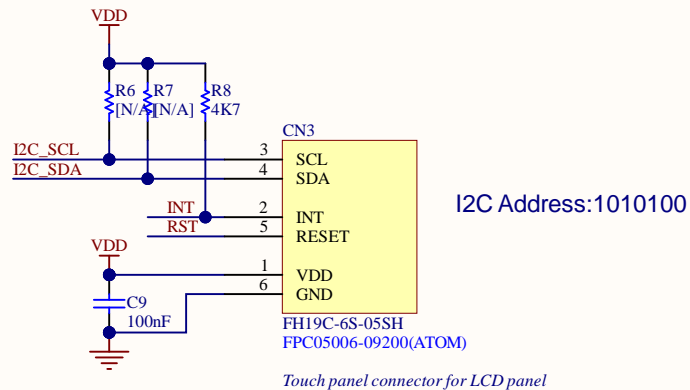 VDD
R6 R7 R8
[N/A] [N/A] 4K7
CN3
I2C_SCL 3 SCL
I2C_SDA 4 SDA
I2C Address:1010100
INT 2 INT
RST 5 RESET
VDD
1 VDD
6 GND
C9
100nF
FH19C-6S-05SH
FPC05006-09200(ATOM)
Touch panel connector for LCD panel